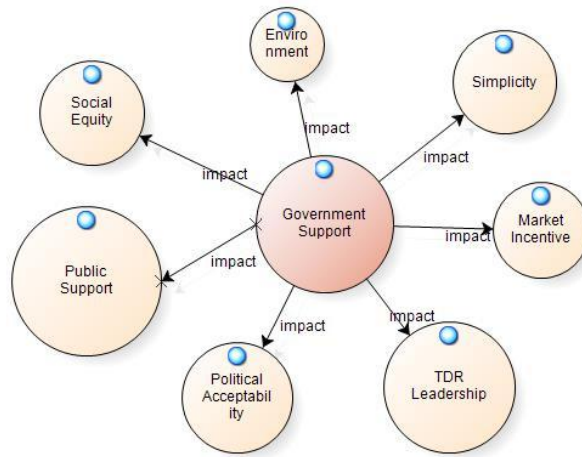 Environ
nment
Social
Equity
Simplicity
impact
impact
impact
Government
Support
Market
Incentive
impact
Public
Support
impact
impact
impact
Political
Acceptabil
ity
TDR
Leadership